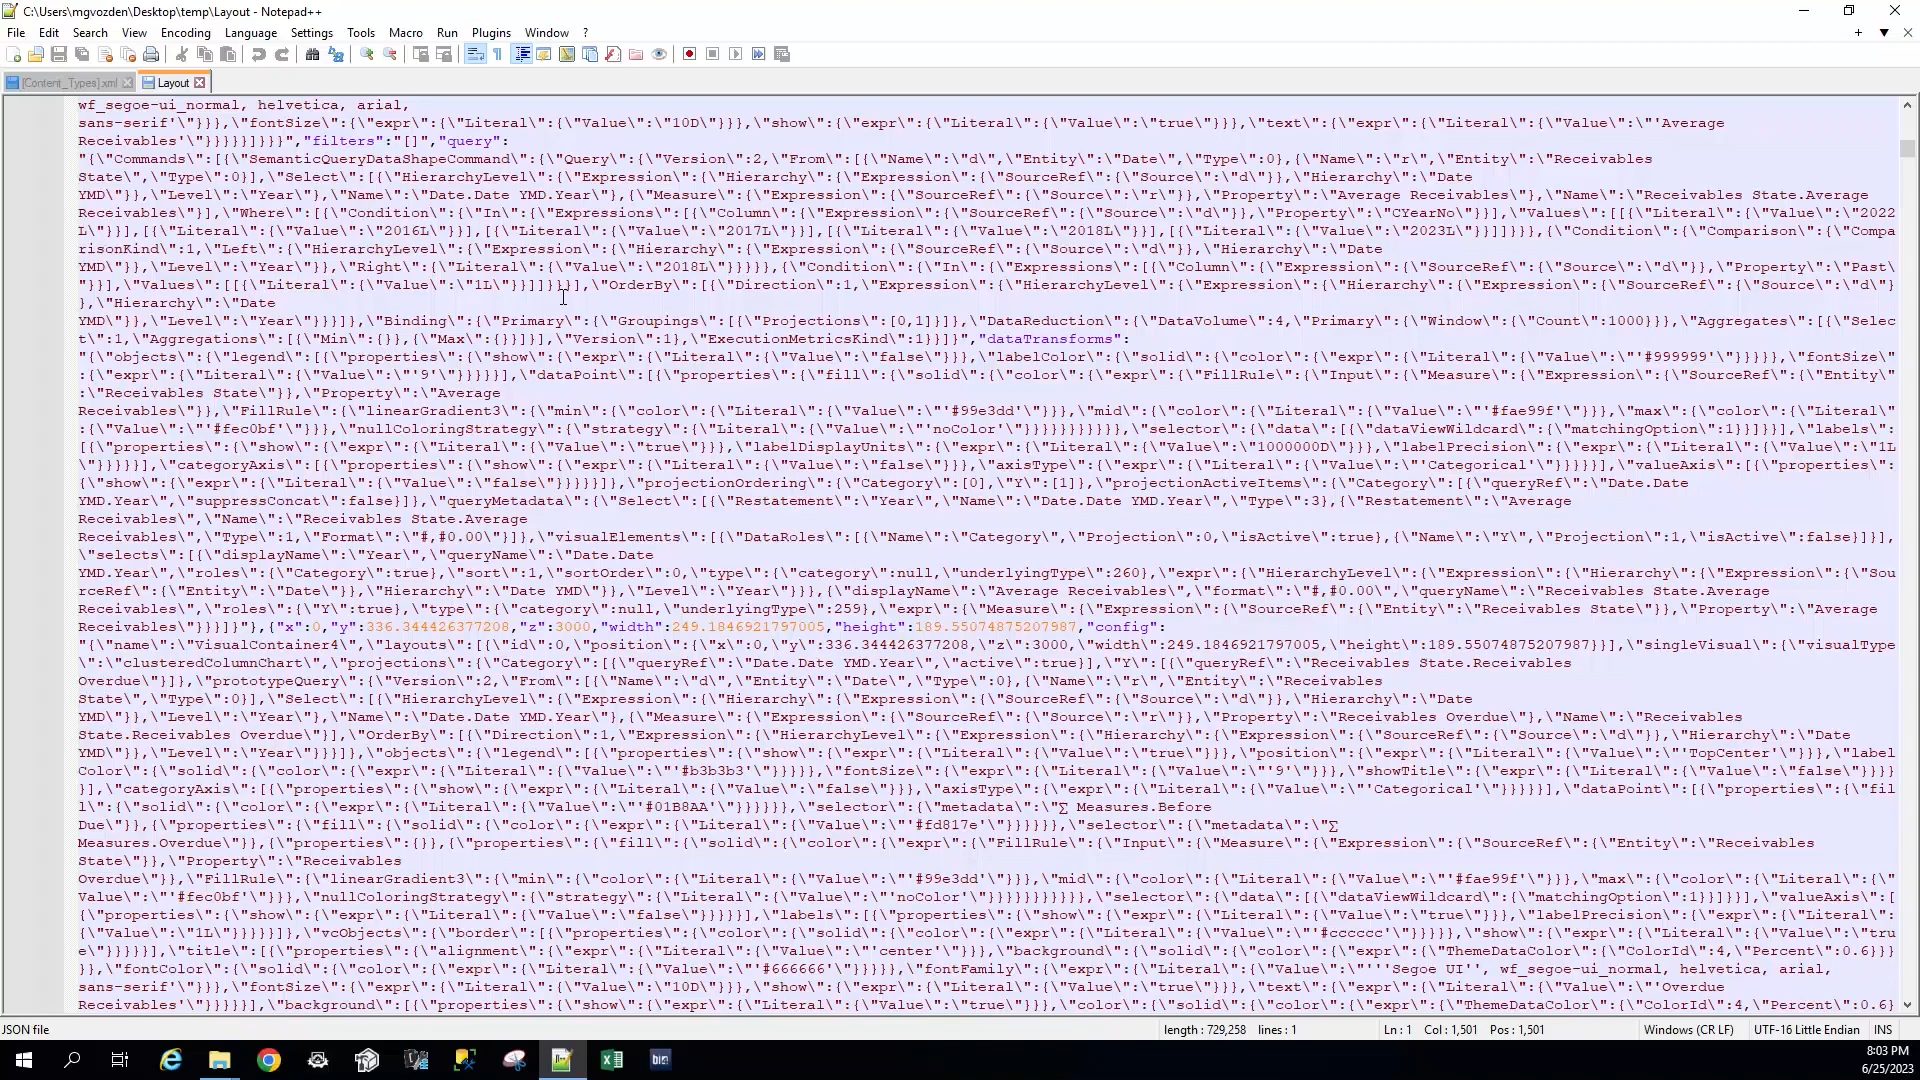 C:\Users\mgvozden\Desktop\temp\Layout - Notepad++
File Edit Search View Encoding Language Settings Tools Macro Run Plugins Window ?
[Content_Types].xml Layout
wf_segoe-ui_normal, helvetica, arial,
sans-serif'\"}}},\"fontSize\":{\"expr\":{\"Literal\":{\"Value\":\"10D\"}}},\"show\":{\"expr\":{\"Literal\":{\"Value\":\"true\"}}},\"text\":{\"expr\":{\"Literal\":{\"Value\":\"'Average
Receivables'\"}}}}}]}}}","filters":"[]","query":
"{\"Commands\":[{\"SemanticQueryDataShapeCommand\":{\"Query\":{\"Version\":2,\"From\":[{\"Name\":\"d\",\"Entity\":\"Date\",\"Type\":0},{\"Name\":\"r\",\"Entity\":\"Receivables
State\",\"Type\":0}],\"Select\":[{\"HierarchyLevel\":{\"Expression\":{\"Hierarchy\":{\"Expression\":{\"SourceRef\":{\"Source\":\"d\"}},\"Hierarchy\":\"Date
YMD\"}},\"Level\":\"Year\"},\"Name\":\"Date.Date YMD.Year\"},{\"Measure\":{\"Expression\":{\"SourceRef\":{\"Source\":\"r\"}},\"Property\":\"Average Receivables\"},\"Name\":\"Receivables State.Average
Receivables\"}],\"Where\":[{\"Condition\":{\"In\":{\"Expressions\":[{\"Column\":{\"Expression\":{\"SourceRef\":{\"Source\":\"d\"}},\"Property\":\"CYearNo\"}}],\"Values\":[[{\"Literal\":{\"Value\":\"2022
L\"}}],[{\"Literal\":{\"Value\":\"2016L\"}}],[{\"Literal\":{\"Value\":\"2017L\"}}],[{\"Literal\":{\"Value\":\"2018L\"}}],[{\"Literal\":{\"Value\":\"2023L\"}}]]}}},{\"Condition\":{\"Comparison\":{\"Compa
risonKind\":1,\"Left\":{\"HierarchyLevel\":{\"Expression\":{\"Hierarchy\":{\"Expression\":{\"SourceRef\":{\"Source\":\"d\"}},\"Hierarchy\":\"Date
YMD\"}},\"Level\":\"Year\"}},\"Right\":{\"Literal\":{\"Value\":\"2018L\"}}}}},{\"Condition\":{\"In\":{\"Expressions\":[{\"Column\":{\"Expression\":{\"SourceRef\":{\"Source\":\"d\"}},\"Property\":\"Past\
"}}],\"Values\":[[{\"Literal\":{\"Value\":\"1L\"}}]]}}}],\"OrderBy\":[{\"Direction\":1,\"Expression\":{\"HierarchyLevel\":{\"Expression\":{\"Hierarchy\":{\"Expression\":{\"SourceRef\":{\"Source\":\"d\"}
},\"Hierarchy\":\"Date
YMD\"}},\"Level\":\"Year\"}}}]},\"Binding\":{\"Primary\":{\"Groupings\":[{\"Projections\":[0,1]}]},\"DataReduction\":{\"DataVolume\":4,\"Primary\":{\"Window\":{\"Count\":1000}}},\"Aggregates\":[{\"Selec
t\":1,\"Aggregations\":[{\"Min\":{}},{\"Max\":{}}]}],\"Version\":1},\"ExecutionMetricsKind\":1}}]}","dataTransforms":
"{\"objects\":{\"legend\":[{\"properties\":{\"show\":{\"expr\":{\"Literal\":{\"Value\":\"false\"}}},\"labelColor\":{\"solid\":{\"color\":{\"expr\":{\"Literal\":{\"Value\":\"'#999999'\"}}}}},\"fontSize\"
:{\"expr\":{\"Literal\":{\"Value\":\"'9'\"}}}}}],\"dataPoint\":[{\"properties\":{\"fill\":{\"solid\":{\"color\":{\"expr\":{\"FillRule\":{\"Input\":{\"Measure\":{\"Expression\":{\"SourceRef\":{\"Entity\"
:\"Receivables State\"}},\"Property\":\"Average
Receivables\"}},\"FillRule\":{\"linearGradient3\":{\"min\":{\"color\":{\"Literal\":{\"Value\":\"'#99e3dd'\"}}},\"mid\":{\"color\":{\"Literal\":{\"Value\":\"'#fae99f'\"}}},\"max\":{\"color\":{\"Literal\"
:{\"Value\":\"'#fec0bf'\"}}},\"nullColoringStrategy\":{\"strategy\":{\"Literal\":{\"Value\":\"'noColor'\"}}}}}}}}}}},\"selector\":{\"data\":[{\"dataViewWildcard\":{\"matchingOption\":1}}]}}],\"labels\":
[{\"properties\":{\"show\":{\"expr\":{\"Literal\":{\"Value\":\"true\"}}},\"labelDisplayUnits\":{\"expr\":{\"Literal\":{\"Value\":\"1000000D\"}}},\"labelPrecision\":{\"expr\":{\"Literal\":{\"Value\":\"1L
\"}}}}}],\"categoryAxis\":[{\"properties\":{\"show\":{\"expr\":{\"Literal\":{\"Value\":\"false\"}}},\"axisType\":{\"expr\":{\"Literal\":{\"Value\":\"'Categorical'\"}}}}}],\"valueAxis\":[{\"properties\":
{\"show\":{\"expr\":{\"Literal\":{\"Value\":\"false\"}}}}}]},\"projectionOrdering\":{\"Category\":[0],\"Y\":[1]},\"projectionActiveItems\":{\"Category\":[{\"queryRef\":\"Date.Date
YMD.Year\",\"suppressConcat\":false}]},\"queryMetadata\":{\"Select\":[{\"Restatement\":\"Year\",\"Name\":\"Date.Date YMD.Year\",\"Type\":3},{\"Restatement\":\"Average
Receivables\",\"Name\":\"Receivables State.Average
Receivables\",\"Type\":1,\"Format\":\"#,#0.00\"}]},\"visualElements\":[{\"DataRoles\":[{\"Name\":\"Category\",\"Projection\":0,\"isActive\":true},{\"Name\":\"Y\",\"Projection\":1,\"isActive\":false}]}],
\"selects\":[{\"displayName\":\"Year\",\"queryName\":\"Date.Date
YMD.Year\",\"roles\":{\"Category\":true},\"sort\":1,\"sortOrder\":0,\"type\":{\"category\":null,\"underlyingType\":260},\"expr\":{\"HierarchyLevel\":{\"Expression\":{\"Hierarchy\":{\"Expression\":{\"Sou
rceRef\":{\"Entity\":\"Date\"}},\"Hierarchy\":\"Date YMD\"}},\"Level\":\"Year\"}}},{\"displayName\":\"Average Receivables\",\"format\":\"#,#0.00\",\"queryName\":\"Receivables State.Average
Receivables\",\"roles\":{\"Y\":true},\"type\":{\"category\":null,\"underlyingType\":259},\"expr\":{\"Measure\":{\"Expression\":{\"SourceRef\":{\"Entity\":\"Receivables State\"}},\"Property\":\"Average
Receivables\"}}}]}"},{"x":0,"y":336.344426377208,"z":3000,"width":249.1846921797005,"height":189.55074875207987,"config":
"{\"name\":\"VisualContainer4\",\"layouts\":[{\"id\":0,\"position\":{\"x\":0,\"y\":336.344426377208,\"z\":3000,\"width\":249.1846921797005,\"height\":189.55074875207987}}],\"singleVisual\":{\"visualType
\":\"clusteredColumnChart\",\"projections\":{\"Category\":[{\"queryRef\":\"Date.Date YMD.Year\",\"active\":true}],\"Y\":[{\"queryRef\":\"Receivables State.Receivables
Overdue\"}]},\"prototypeQuery\":{\"Version\":2,\"From\":[{\"Name\":\"d\",\"Entity\":\"Date\",\"Type\":0},{\"Name\":\"r\",\"Entity\":\"Receivables
State\",\"Type\":0}],\"Select\":[{\"HierarchyLevel\":{\"Expression\":{\"Hierarchy\":{\"Expression\":{\"SourceRef\":{\"Source\":\"d\"}},\"Hierarchy\":\"Date
YMD\"}},\"Level\":\"Year\"},\"Name\":\"Date.Date YMD.Year\"},{\"Measure\":{\"Expression\":{\"SourceRef\":{\"Source\":\"r\"}},\"Property\":\"Receivables Overdue\"},\"Name\":\"Receivables
State.Receivables Overdue\"}],\"OrderBy\":[{\"Direction\":1,\"Expression\":{\"HierarchyLevel\":{\"Expression\":{\"Hierarchy\":{\"Expression\":{\"SourceRef\":{\"Source\":\"d\"}},\"Hierarchy\":\"Date
YMD\"}},\"Level\":\"Year\"}}}]},\"objects\":{\"legend\":[{\"properties\":{\"show\":{\"expr\":{\"Literal\":{\"Value\":\"true\"}}},\"position\":{\"expr\":{\"Literal\":{\"Value\":\"'TopCenter'\"}}},\"label
Color\":{\"solid\":{\"color\":{\"expr\":{\"Literal\":{\"Value\":\"'#b3b3b3'\"}}}}},\"fontSize\":{\"expr\":{\"Literal\":{\"Value\":\"'9'\"}}},\"showTitle\":{\"expr\":{\"Literal\":{\"Value\":\"false\"}}}}
}],\"categoryAxis\":[{\"properties\":{\"show\":{\"expr\":{\"Literal\":{\"Value\":\"false\"}}},\"axisType\":{\"expr\":{\"Literal\":{\"Value\":\"'Categorical'\"}}}}}],\"dataPoint\":[{\"properties\":{\"fil
l\":{\"solid\":{\"color\":{\"expr\":{\"Literal\":{\"Value\":\"'#01B8AA'\"}}}}}},\"selector\":{\"metadata\":\"∑ Measures.Before
Due\"}},{\"properties\":{\"fill\":{\"solid\":{\"color\":{\"expr\":{\"Literal\":{\"Value\":\"'#fd817e'\"}}}}}},\"selector\":{\"metadata\":\"∑
Measures.Overdue\"}},{\"properties\":{}},{\"properties\":{\"fill\":{\"solid\":{\"color\":{\"expr\":{\"FillRule\":{\"Input\":{\"Measure\":{\"Expression\":{\"SourceRef\":{\"Entity\":\"Receivables
State\"}},\"Property\":\"Receivables
Overdue\"}},\"FillRule\":{\"linearGradient3\":{\"min\":{\"color\":{\"Literal\":{\"Value\":\"'#99e3dd'\"}}},\"mid\":{\"color\":{\"Literal\":{\"Value\":\"'#fae99f'\"}}},\"max\":{\"color\":{\"Literal\":{\"
Value\":\"'#fec0bf'\"}}},\"nullColoringStrategy\":{\"strategy\":{\"Literal\":{\"Value\":\"'noColor'\"}}}}}}}}}}},\"selector\":{\"data\":[{\"dataViewWildcard\":{\"matchingOption\":1}}]}}],\"valueAxis\":[
{\"properties\":{\"show\":{\"expr\":{\"Literal\":{\"Value\":\"false\"}}}}}],\"labels\":[{\"properties\":{\"show\":{\"expr\":{\"Literal\":{\"Value\":\"true\"}}},\"labelPrecision\":{\"expr\":{\"Literal\":
{\"Value\":\"1L\"}}}}}]},\"vcObjects\":{\"border\":[{\"properties\":{\"color\":{\"solid\":{\"color\":{\"expr\":{\"Literal\":{\"Value\":\"'#cccccc'\"}}}}},\"show\":{\"expr\":{\"Literal\":{\"Value\":\"tru
e\"}}}}}],\"title\":[{\"properties\":{\"alignment\":{\"expr\":{\"Literal\":{\"Value\":\"'center'\"}}},\"background\":{\"solid\":{\"color\":{\"expr\":{\"ThemeDataColor\":{\"ColorId\":4,\"Percent\":0.6}}}
}},\"fontColor\":{\"solid\":{\"color\":{\"expr\":{\"Literal\":{\"Value\":\"'#666666'\"}}}}},\"fontFamily\":{\"expr\":{\"Literal\":{\"Value\":\"'''Segoe UI'', wf_segoe-ui_normal, helvetica, arial,
sans-serif'\"}}},\"fontSize\":{\"expr\":{\"Literal\":{\"Value\":\"10D\"}}},\"show\":{\"expr\":{\"Literal\":{\"Value\":\"true\"}}},\"text\":{\"expr\":{\"Literal\":{\"Value\":\"'Overdue
Receivables'\"}}}}}],\"background\":[{\"properties\":{\"show\":{\"expr\":{\"Literal\":{\"Value\":\"true\"}}},\"color\":{\"solid\":{\"color\":{\"expr\":{\"ThemeDataColor\":{\"ColorId\":4,\"Percent\":0.6}
JSON file length : 729,258 lines : 1 Ln : 1 Col : 1,501 Pos : 1,501 Windows (CR LF) UTF-16 Little Endian INS
8:03 PM
6/25/2023